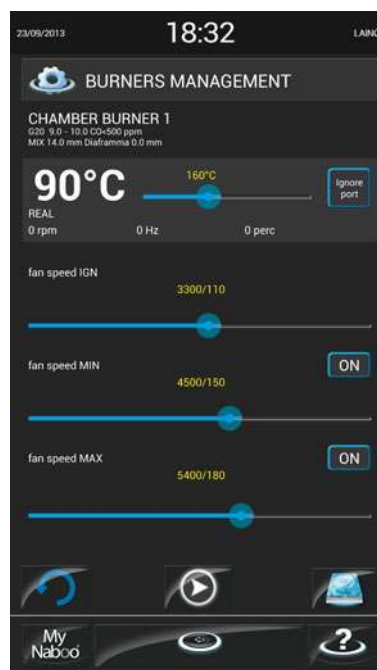 23/09/2013 18:32 LAINC
BURNERS MANAGEMENT
CHAMBER BURNER 1
G20 9.0 - 10.0 CO<500 ppm
MIX 14.0 mm Diaframma 0.0 mm
90°C 160°C Ignore port
REAL
0 rpm 0 Hz 0 perc
fan speed IGN
3300/110
fan speed MIN ON
4500/150
fan speed MAX ON
5400/180
My
Naboo ?